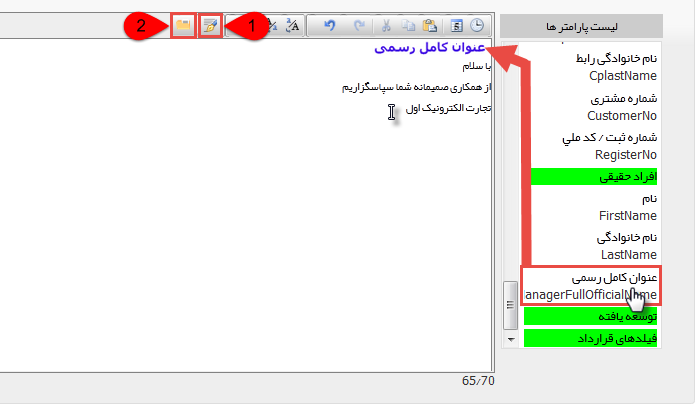 2
1
لیست پارامتر ها
عنوان کامل رسمی
با سلام
از همکاری صمیمانه شما سپاسگزاریم
تجارت الکترونیک اول
نام خانوادگی رابط
CplastName
شماره مشتری
CustomerNo
شماره ثبت / کد ملي
RegisterNo
افراد حقیقی
نام
FirstName
نام خانوادگی
LastName
عنوان کامل رسمی
anagerFullOfficialName
توسعه یافته
فیلدهای قرارداد
65/70